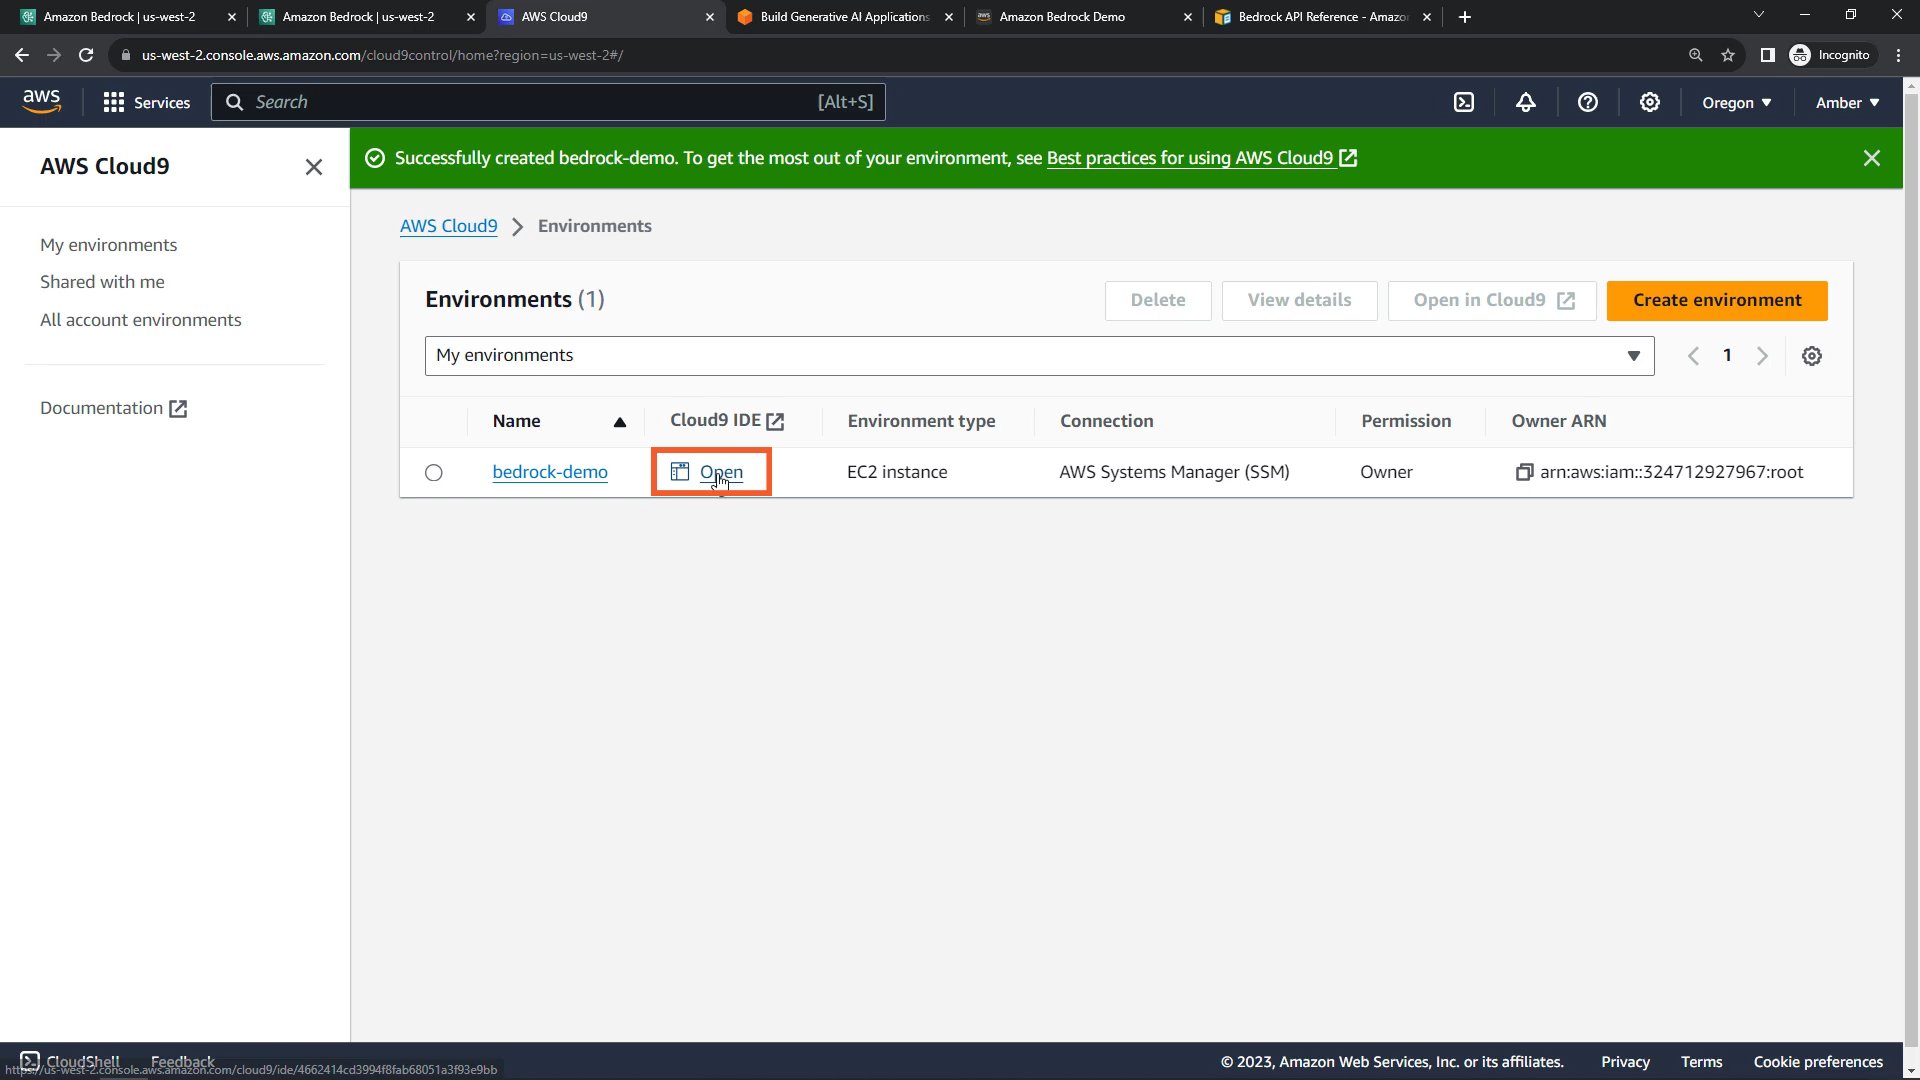 Amazon Bedrock | us-west-2
Amazon Bedrock | us-west-2
AWS Cloud9
Build Generative AI Applications
Amazon Bedrock Demo
Bedrock API Reference - Amazo
us-west-2.console.aws.amazon.com/cloud9control/home?region=us-west-2#/
Incognito
aws
Services
Search
[Alt+S]
Oregon
Amber
AWS Cloud9
Successfully created bedrock-demo. To get the most out of your environment, see Best practices for using AWS Cloud9
My environments
Shared with me
All account environments
Documentation
AWS Cloud9 > Environments
Environments (1)
Delete
View details
Open in Cloud9
Create environment
My environments
1
Name
Cloud9 IDE
Environment type
Connection
Permission
Owner ARN
bedrock-demo
Open
EC2 instance
AWS Systems Manager (SSM)
Owner
arn:aws:iam::324712927967:root
CloudShell
Feedback
https://us-west-2.console.aws.amazon.com/cloud9/ide/4662414cd3994f8fab68051a3f93e9bb
© 2023, Amazon Web Services, Inc. or its affiliates.
Privacy
Terms
Cookie preferences